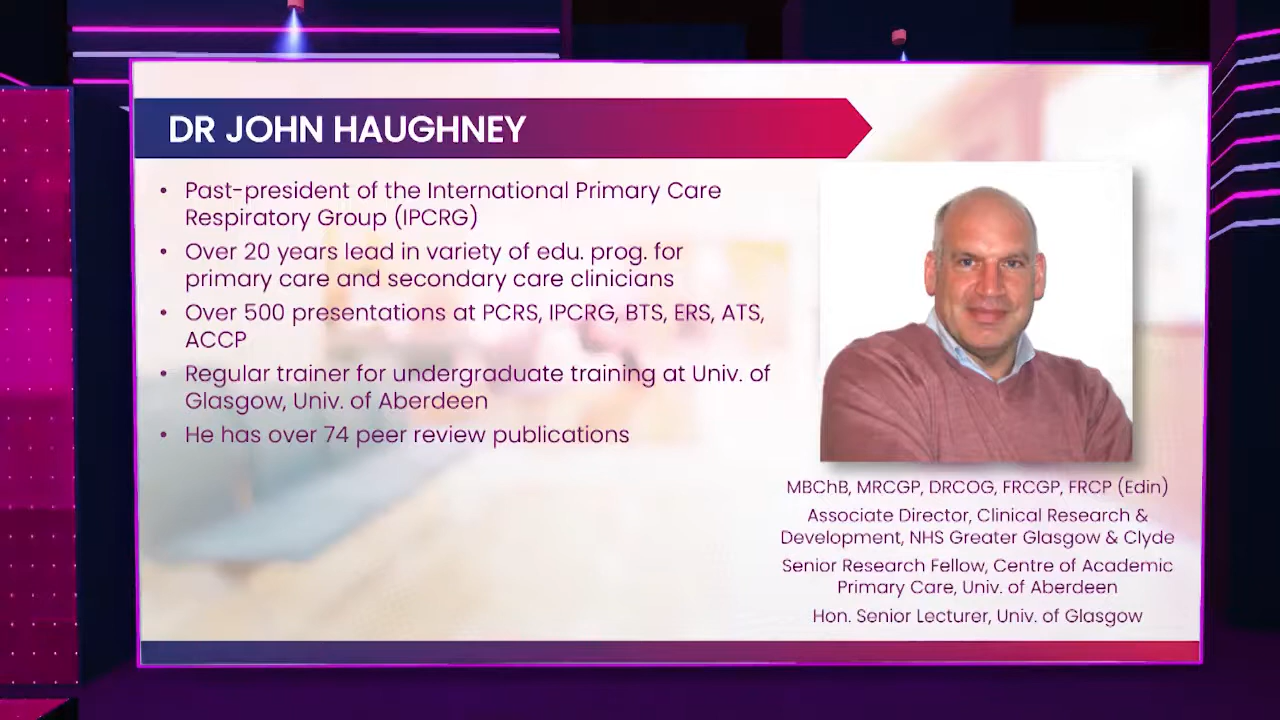 DR JOHN HAUGHNEY
• Past-president of the International Primary Care
Respiratory Group (IPCRG)
• Over 20 years lead in variety of edu. prog. for
primary care and secondary care clinicians
• Over 500 presentations at PCRS, IPCRG, BTS, ERS, ATS,
ACCP
• Regular trainer for undergraduate training at Univ. of
Glasgow, Univ. of Aberdeen
• He has over 74 peer review publications
MBChB, MRCGP, DRCOG, FRCGP, FRCP (Edin)
Associate Director, Clinical Research &
Development, NHS Greater Glasgow & Clyde
Senior Research Fellow, Centre of Academic
Primary Care, Univ. of Aberdeen
Hon. Senior Lecturer, Univ. of Glasgow